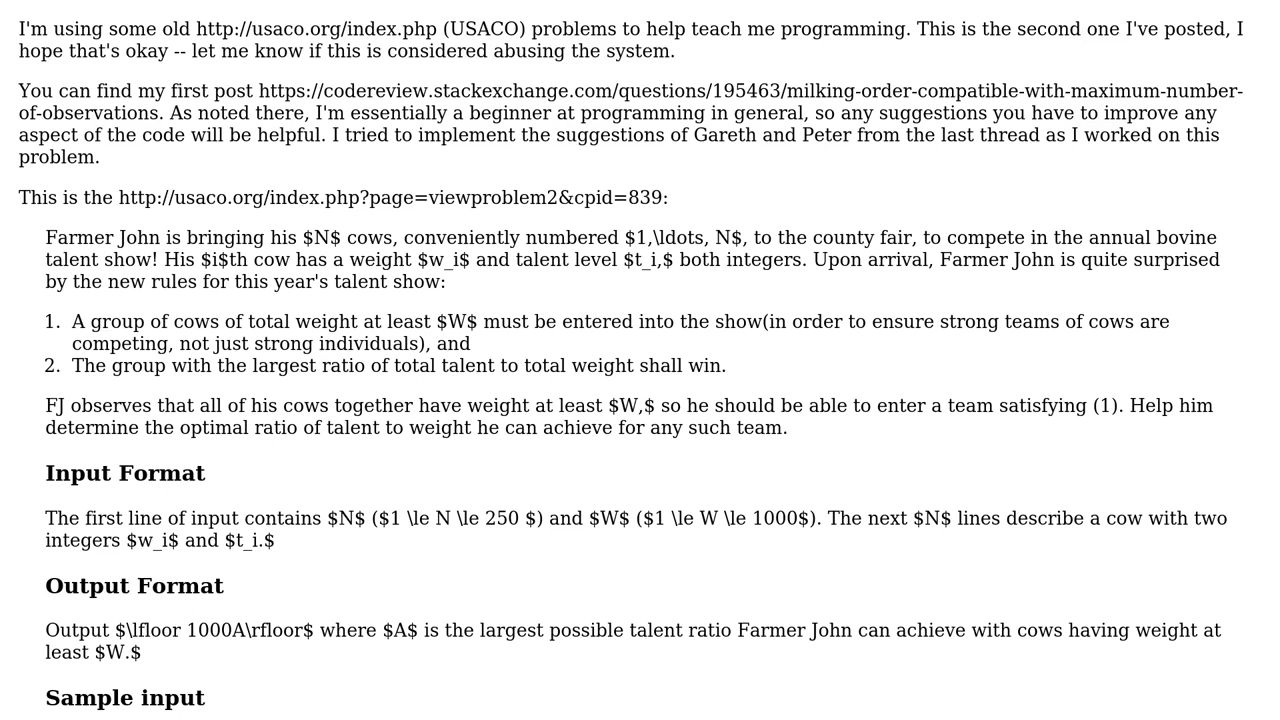 I'm using some old http://usaco.org/index.php (USACO) problems to help teach me programming. This is the second one I've posted, I
hope that's okay -- let me know if this is considered abusing the system.
You can find my first post https://codereview.stackexchange.com/questions/195463/milking-order-compatible-with-maximum-number-
of-observations. As noted there, I'm essentially a beginner at programming in general, so any suggestions you have to improve any
aspect of the code will be helpful. I tried to implement the suggestions of Gareth and Peter from the last thread as I worked on this
problem.
This is the http://usaco.org/index.php?page=viewproblem2&cpid=839:
Farmer John is bringing his $N$ cows, conveniently numbered $1,\ldots, N$, to the county fair, to compete in the annual bovine
talent show! His $i$th cow has a weight $w_i$ and talent level $t_i,$ both integers. Upon arrival, Farmer John is quite surprised
by the new rules for this year's talent show:
1. A group of cows of total weight at least $W$ must be entered into the show(in order to ensure strong teams of cows are
competing, not just strong individuals), and
2. The group with the largest ratio of total talent to total weight shall win.
FJ observes that all of his cows together have weight at least $W,$ so he should be able to enter a team satisfying (1). Help him
determine the optimal ratio of talent to weight he can achieve for any such team.
Input Format
The first line of input contains $N$ ($1 \le N \le 250 $) and $W$ ($1 \le W \le 1000$). The next $N$ lines describe a cow with two
integers $w_i$ and $t_i.$
Output Format
Output $\lfloor 1000A\rfloor$ where $A$ is the largest possible talent ratio Farmer John can achieve with cows having weight at
least $W.$
Sample input